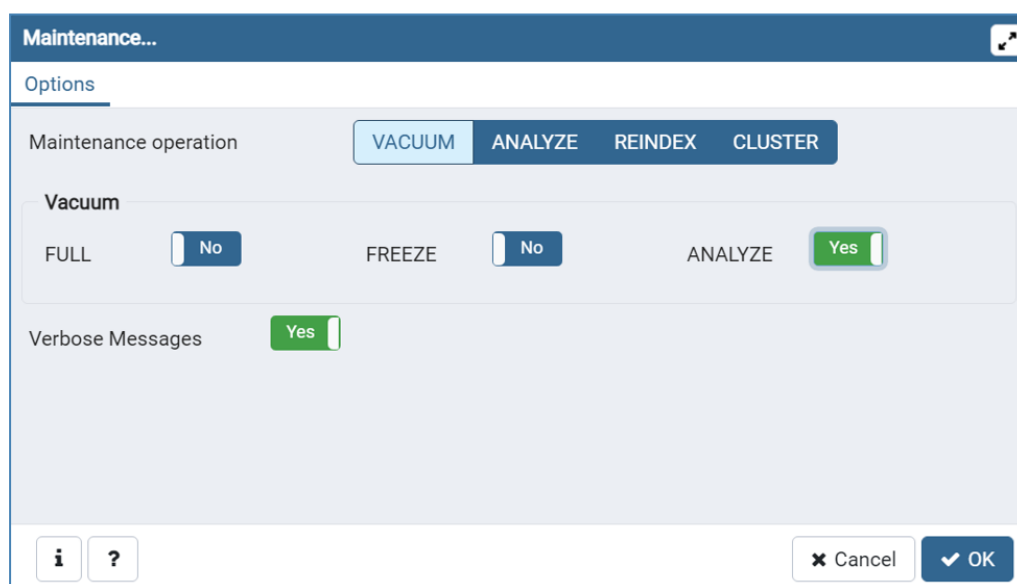 Maintenance...
Options
Maintenance operation VACUUM ANALYZE REINDEX CLUSTER
Vacuum
FULL No FREEZE No ANALYZE Yes
Verbose Messages Yes
i ? Cancel OK